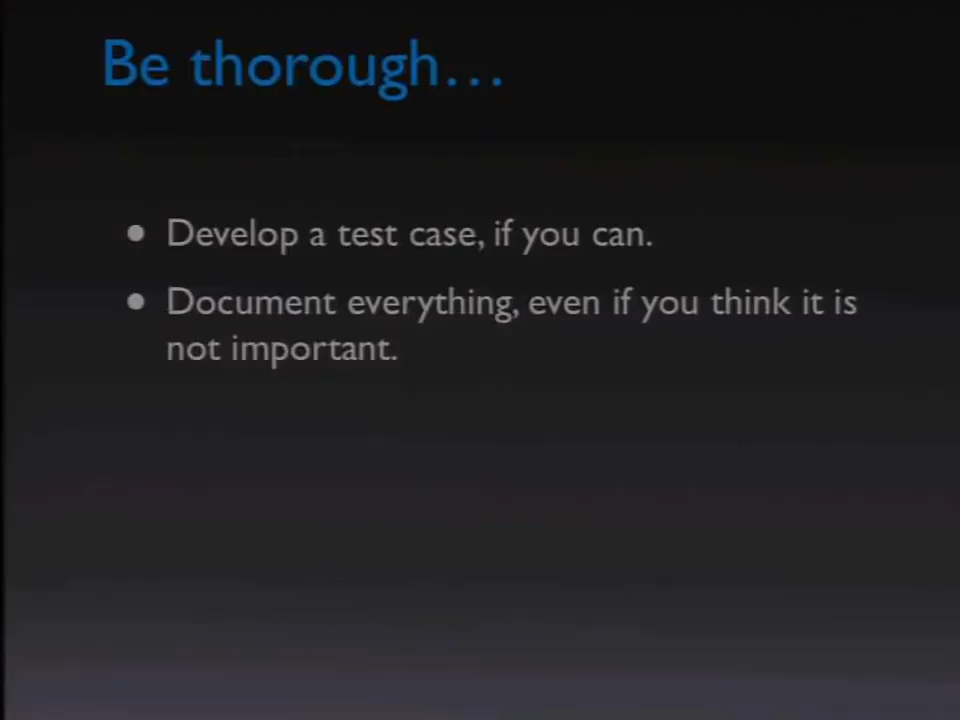 Be thorough…
• Develop a test case, if you can.
• Document everything, even if you think it is
not important.